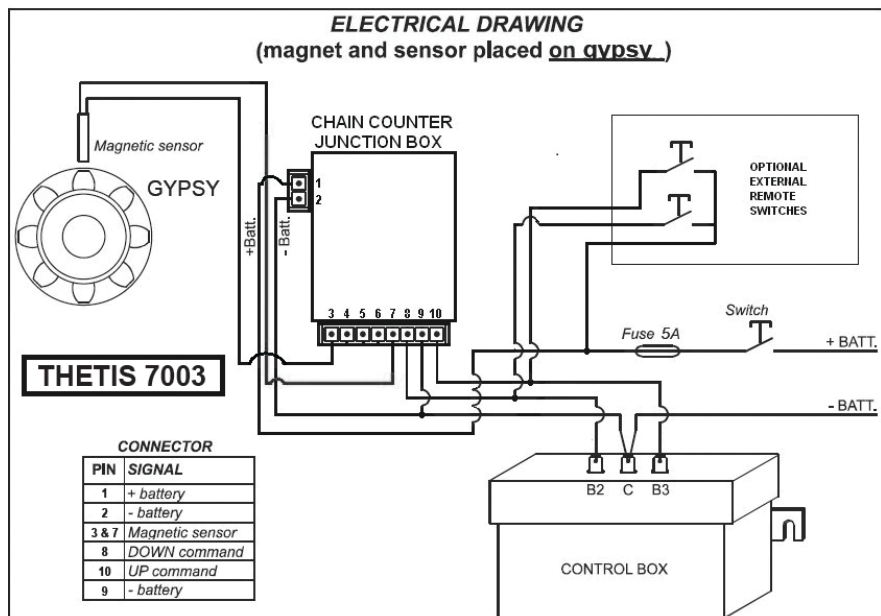 ELECTRICAL DRAWING
(magnet and sensor placed on gypsy )
Magnetic sensor
GYPSY
CHAIN COUNTER
JUNCTION BOX
1
2
+Batt.
- Batt.
3 4 5 6 7 8 9 10
OPTIONAL
EXTERNAL
REMOTE
SWITCHES
Fuse 5A
Switch
+ BATT.
- BATT.
THETIS 7003
CONNECTOR
PIN SIGNAL
1 + battery
2 - battery
3 & 7 Magnetic sensor
8 DOWN command
10 UP command
9 - battery
B2 C B3
CONTROL BOX